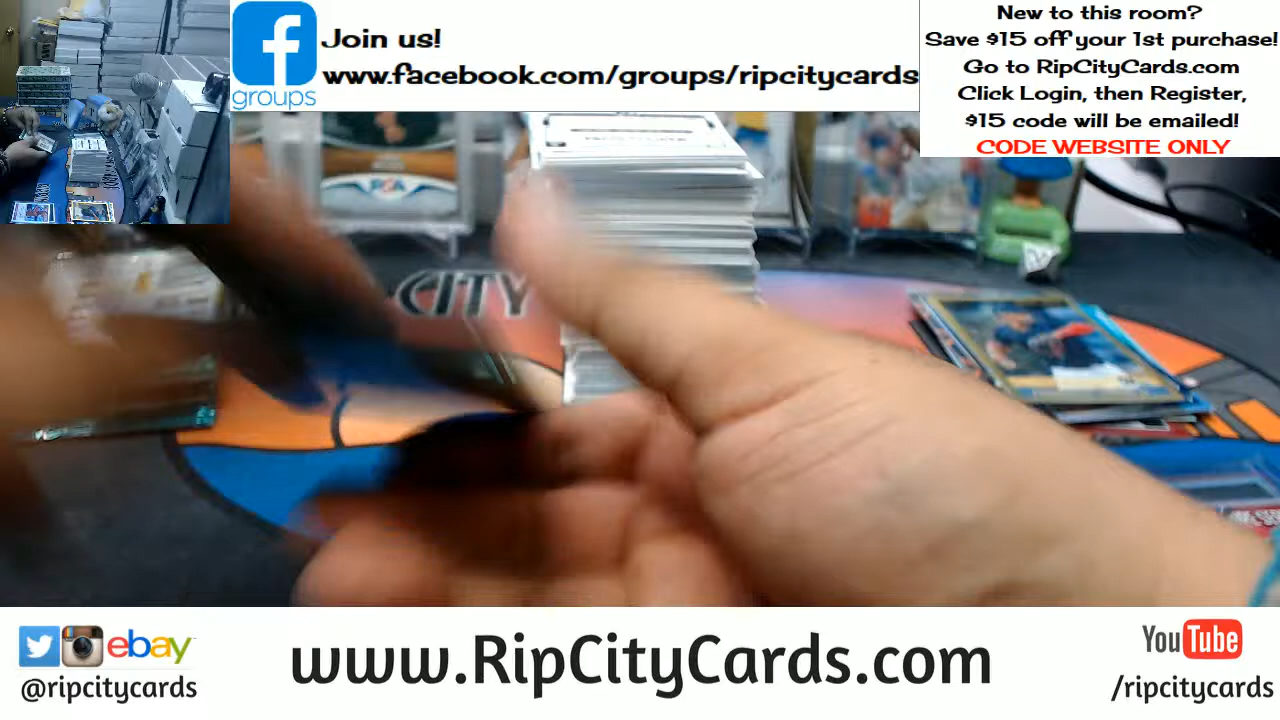 Join us!
www.facebook.com/groups/ripcitycards
groups
New to this room?
Save $15 off your 1st purchase!
Go to RipCityCards.com
Click Login, then Register,
$15 code will be emailed!
CODE WEBSITE ONLY
CITY
ebay
@ripcitycards
www.RipCityCards.com
YouTube
/ripcitycards